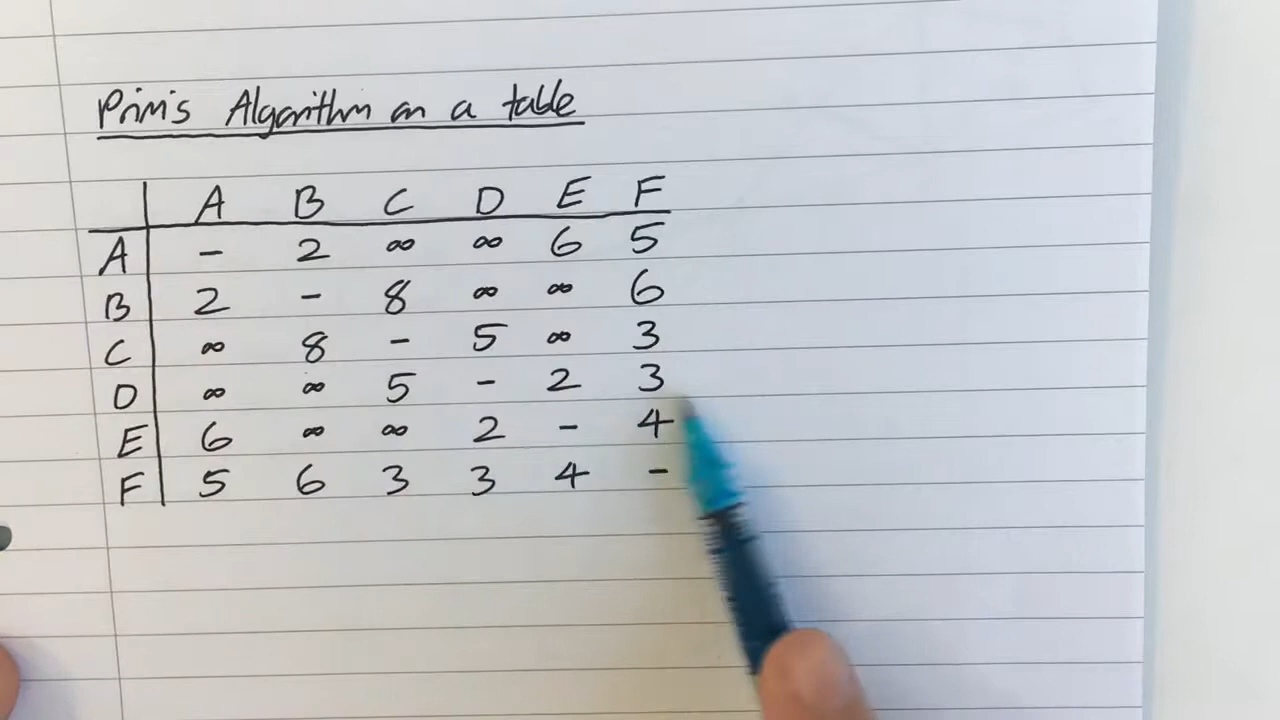 Prim's Algorithm on a table
A B C D E F
A - 2 ∞ ∞ 6 5
B 2 - 8 ∞ ∞ 6
C ∞ 8 - 5 ∞ 3
D ∞ ∞ 5 - 2 3
E 6 ∞ ∞ 2 - 4
F 5 6 3 3 4 -